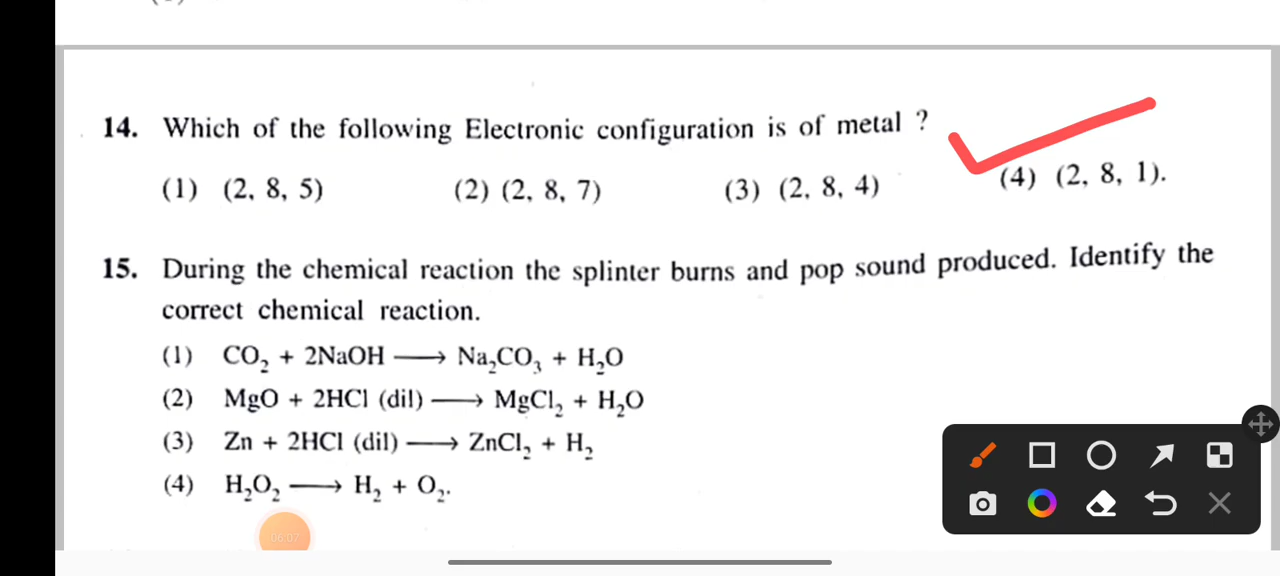 14. Which of the following Electronic configuration is of metal ?
(1) (2, 8, 5) (2) (2, 8, 7) (3) (2, 8, 4) (4) (2, 8, 1).
15. During the chemical reaction the splinter burns and pop sound produced. Identify the
correct chemical reaction.
(1) CO₂ + 2NaOH ⟶ Na₂CO₃ + H₂O
(2) MgO + 2HCl (dil) ⟶ MgCl₂ + H₂O
(3) Zn + 2HCl (dil) ⟶ ZnCl₂ + H₂
(4) H₂O₂ ⟶ H₂ + O₂.
06:07